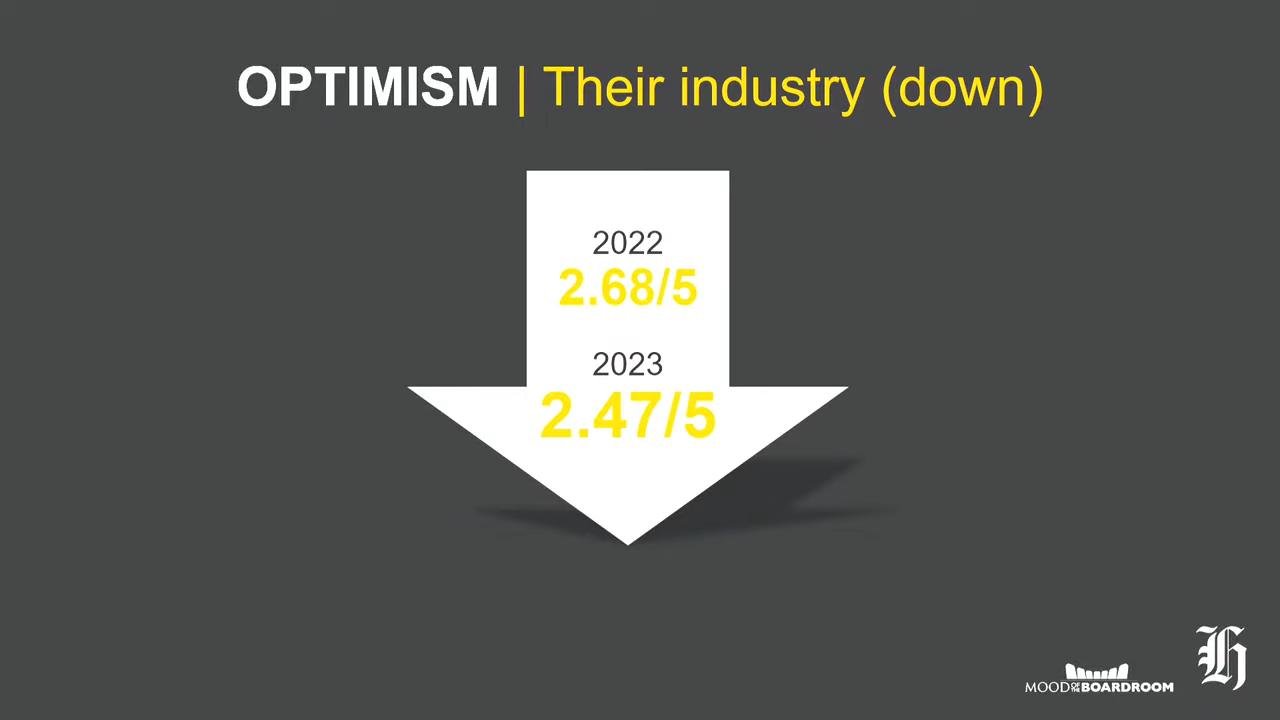 OPTIMISM | Their industry (down)
2022
2.68/5
2023
2.47/5
MOOD OF THE BOARDROOM
H